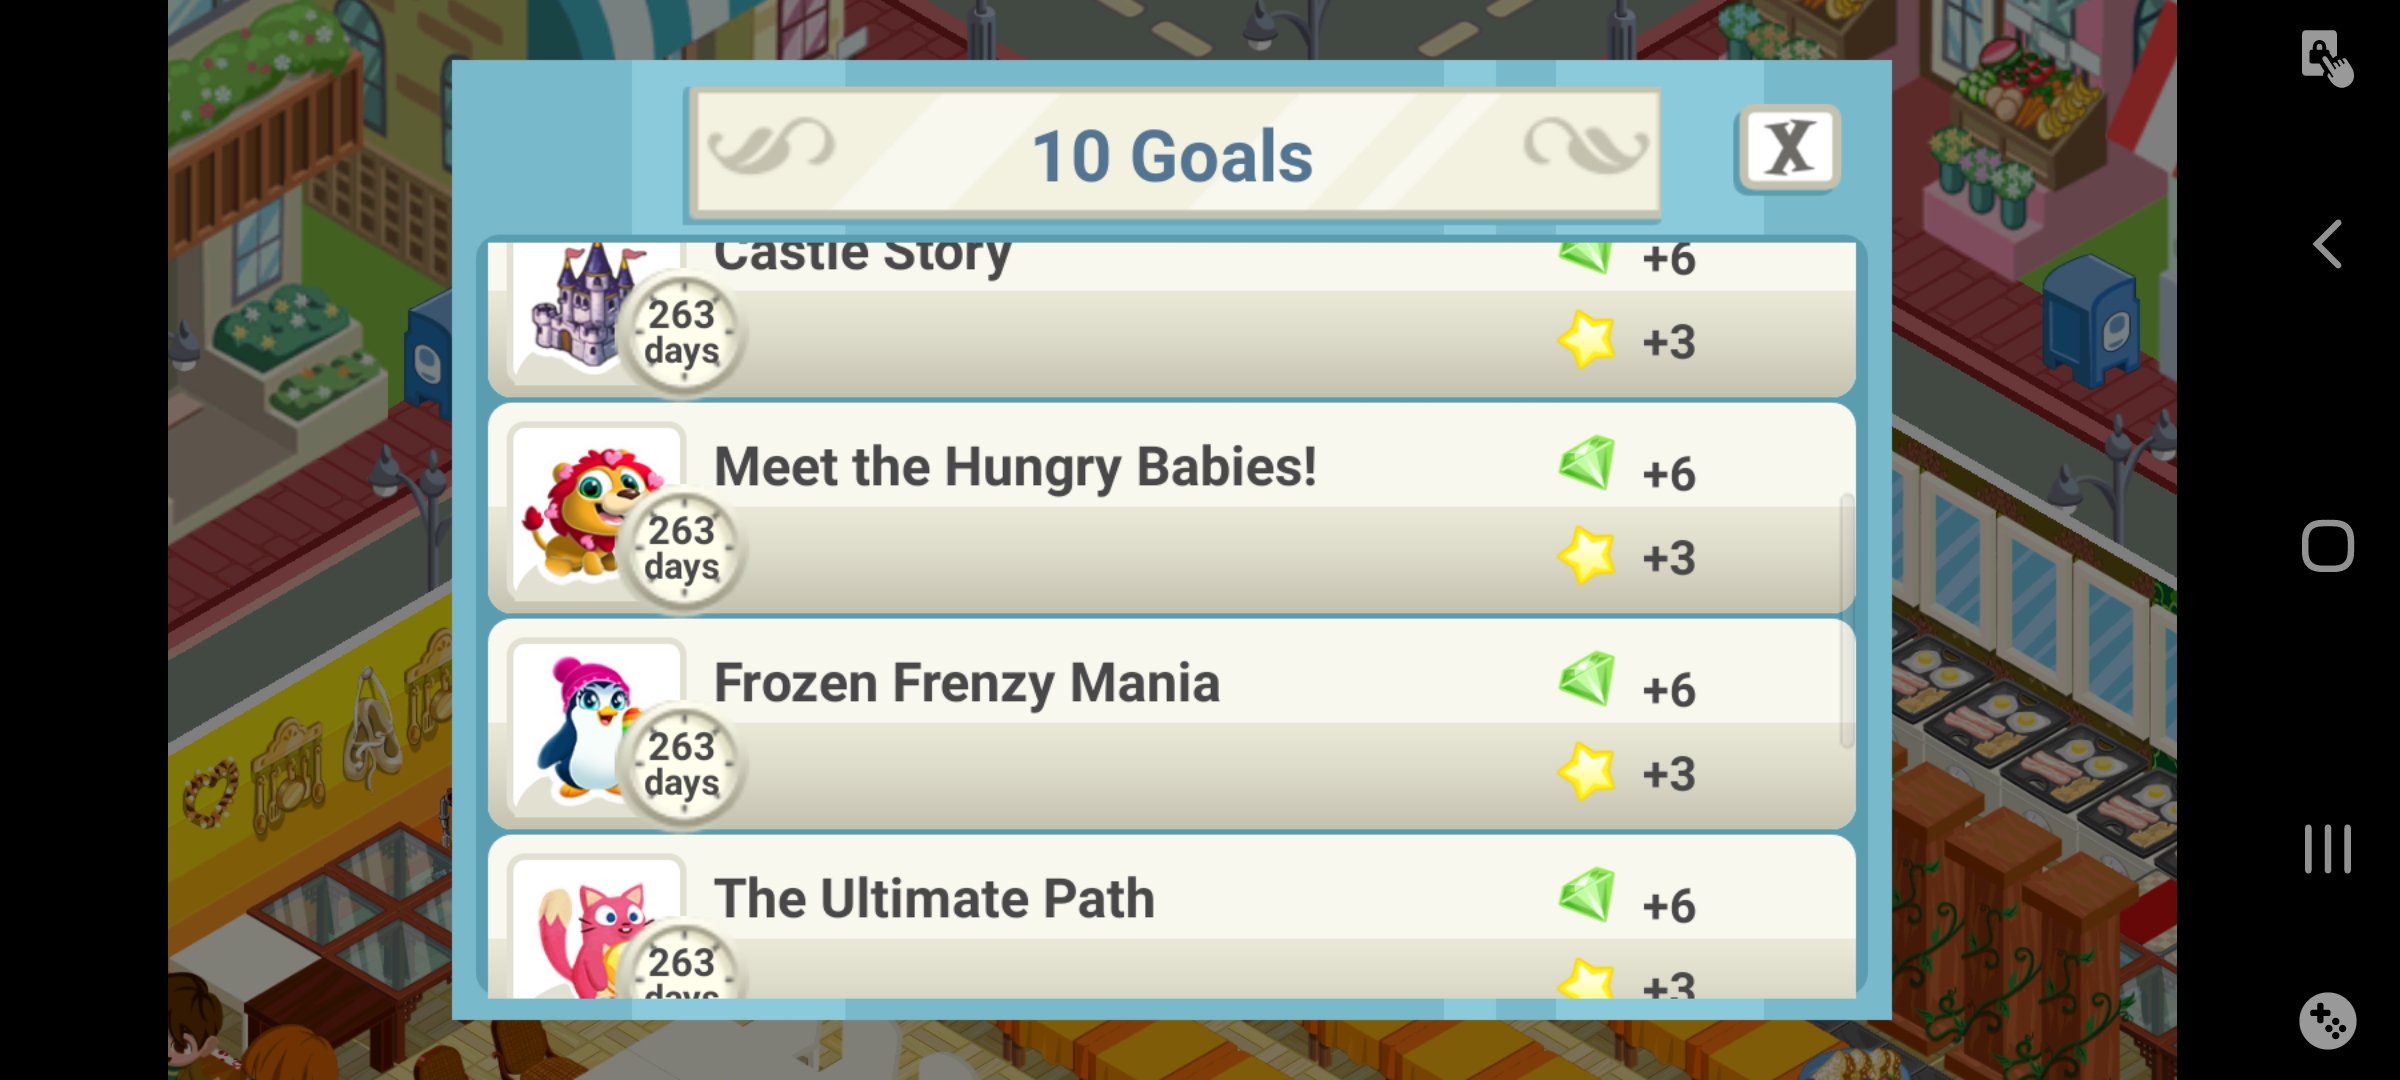 10 Goals
X
Castle Story
+6
263
days
+3
Meet the Hungry Babies!
+6
263
days
+3
Frozen Frenzy Mania
+6
263
days
+3
The Ultimate Path
+6
263
days
+3